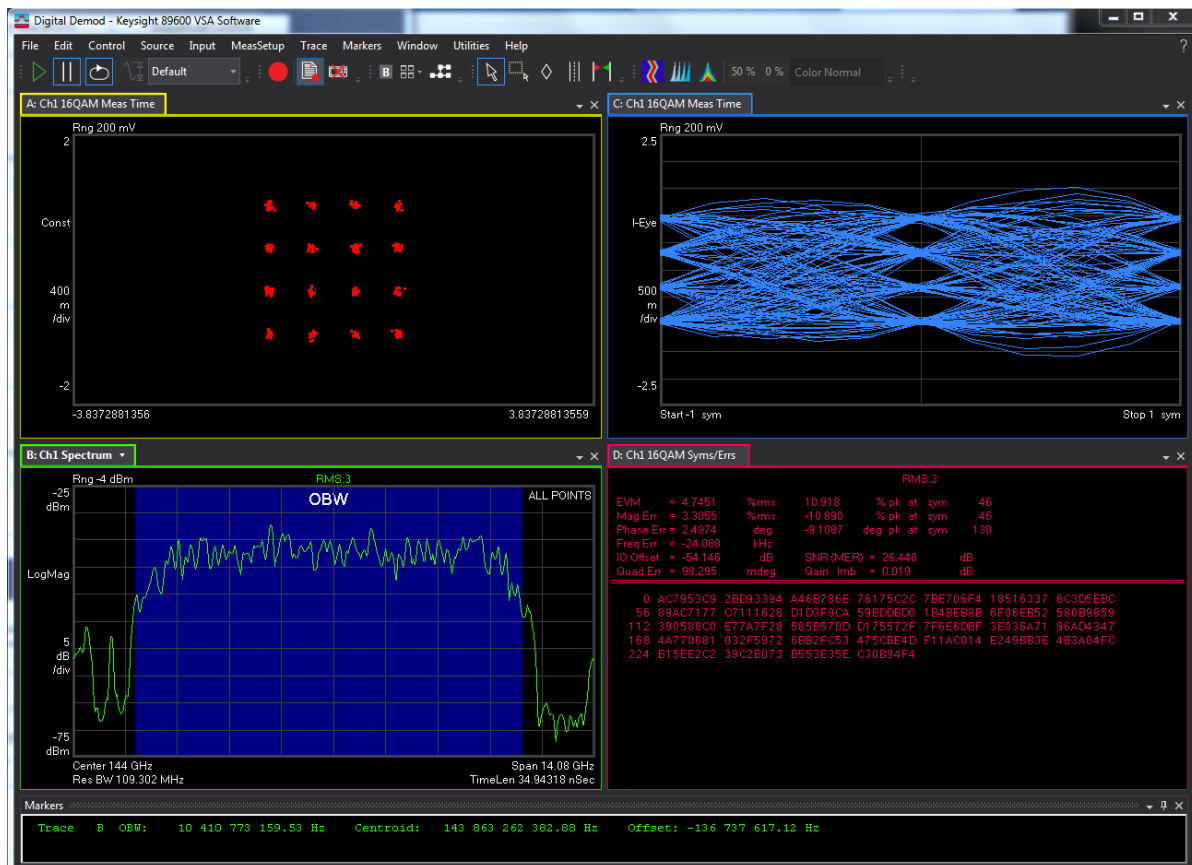 Digital Demod - Keysight 89600 VSA Software
File Edit Control Source Input MeasSetup Trace Markers Window Utilities Help
Default B 50 % 0 % Color Normal
A: Ch1 16QAM Meas Time
Rng 200 mV
2
Const
400
m
/div
-2
-3.83728813356 3.83728813559
C: Ch1 16QAM Meas Time
Rng 200 mV
2.5
I-Eye
500
m
/div
-2.5
Start -1 sym Stop 1 sym
B: Ch1 Spectrum
Rng -4 dBm RMS:3
-25
dBm
OBW
ALL POINTS
LogMag
5
dB
/div
-75
dBm
Center 144 GHz Span 14.08 GHz
Res BW 109.302 MHz TimeLen 34.94318 nSec
D: Ch1 16QAM Syms/Errs
RMS:3
EVM = 4.7451 %rms 10.918 % pk at sym 46
Mag Err = 3.3055 %rms -10.890 % pk at sym 46
Phase Err = 2.4974 deg -9.1087 deg pk at sym 130
Freq Err = -24.088 kHz
IQ Offset = -54.146 dB SNR (MER) = 26.448 dB
Quad Err = 98.295 mdeg Gain Imb = 0.019 dB
0 AC7953C9 2BD93394 A46B786E 76175C2C 7BE706F4 18516337 6C3D5EBC
56 89AC7177 C7111628 D1D3F9CA 59BDDBD0 1B4BEB8B 6F06EB52 580B9859
112 390588C0 E77A7F28 585B570D D175572F 7F6E6DBF 3E036A71 96AD4347
168 4A770681 032F5972 6BB2FC53 475CBE4D F11AC014 E249BB3E 4B3A04FC
224 B15EE2C2 39C2B073 B553E35E C30B94F4
Markers
Trace B OBW: 10 410 773 159.53 Hz Centroid: 143 863 262 382.88 Hz Offset: -136 737 617.12 Hz